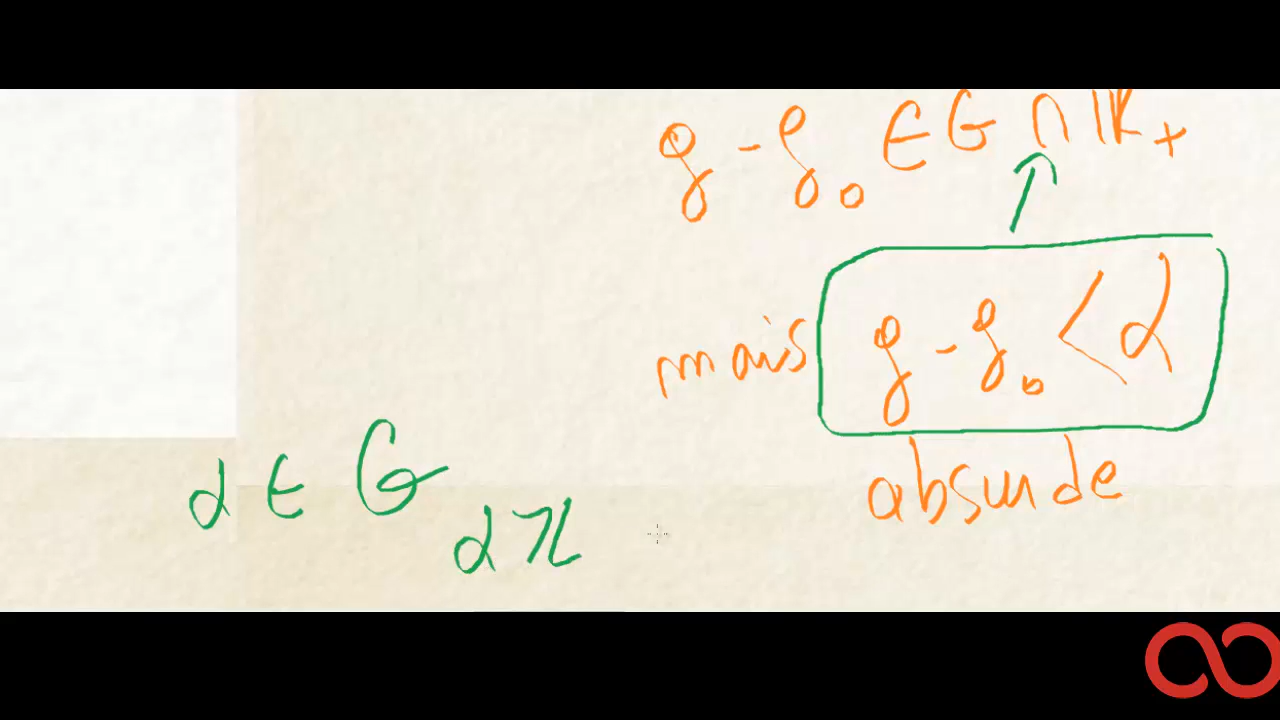 g - g₀ ∈ G ∩ ℝ₊
mais g - g₀ < α
absurde
α ∈ G
αℤ